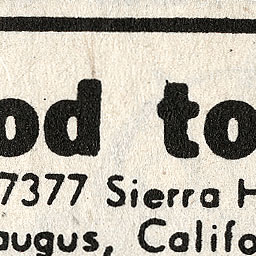 od to
7377 Sierra H
augus, Califo